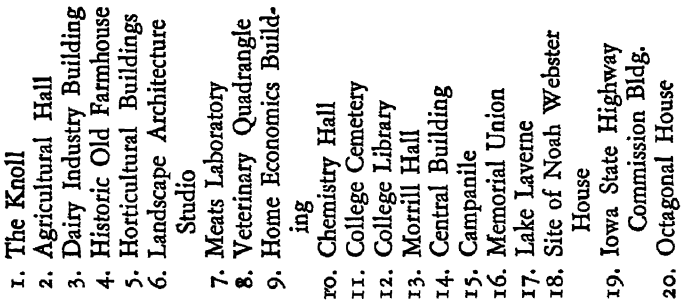 1. The Knoll
2. Agricultural Hall
3. Dairy Industry Building
4. Historic Old Farmhouse
5. Horticultural Buildings
6. Landscape Architecture
Studio
7. Meats Laboratory
8. Veterinary Quadrangle
9. Home Economics Build-
ing
10. Chemistry Hall
11. College Cemetery
12. College Library
13. Morrill Hall
14. Central Building
15. Campanile
16. Memorial Union
17. Lake Laverne
18. Site of Noah Webster
House
19. Iowa State Highway
Commission Bldg.
20. Octagonal House